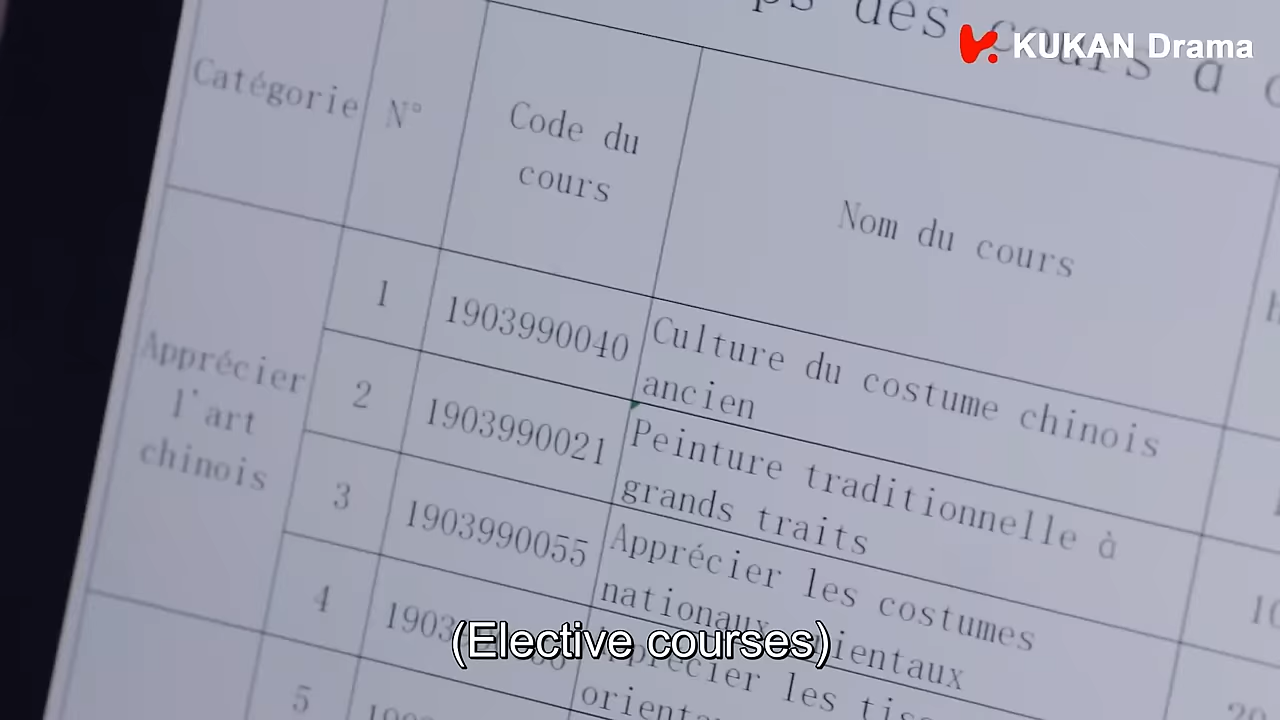 des cours à
KUKAN Drama
Catégorie
N°
Code du
cours
Nom du cours
Apprécier
l'art
chinois
1
1903990040
Culture du costume chinois
ancien
2
1903990021
Peinture traditionnelle à
grands traits
3
1903990055
Apprécier les costumes
nationaux orientaux
4
Apprécier les
5
(Elective courses)